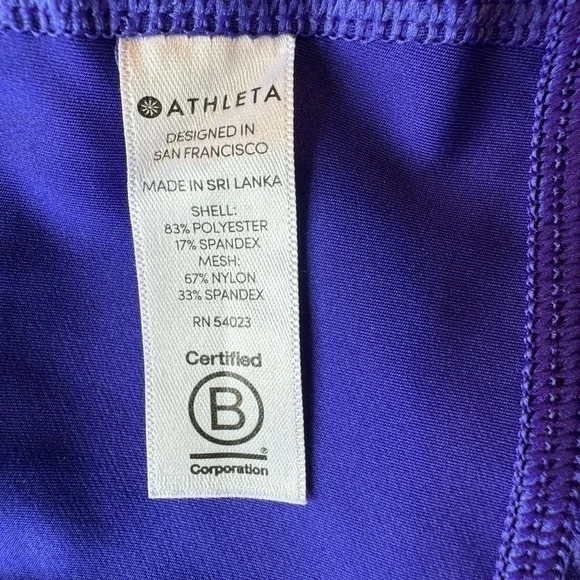 ATHLETA
DESIGNED IN
SAN FRANCISCO
MADE IN SRI LANKA
SHELL:
83% POLYESTER
17% SPANDEX
MESH:
67% NYLON
33% SPANDEX
RN 54023
Certified
B
®
Corporation